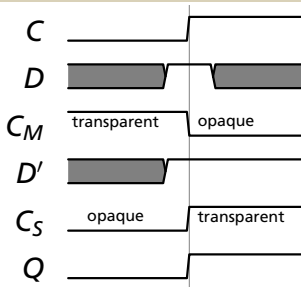 C
D
C_M
transparent opaque
D′
C_S
opaque transparent
Q